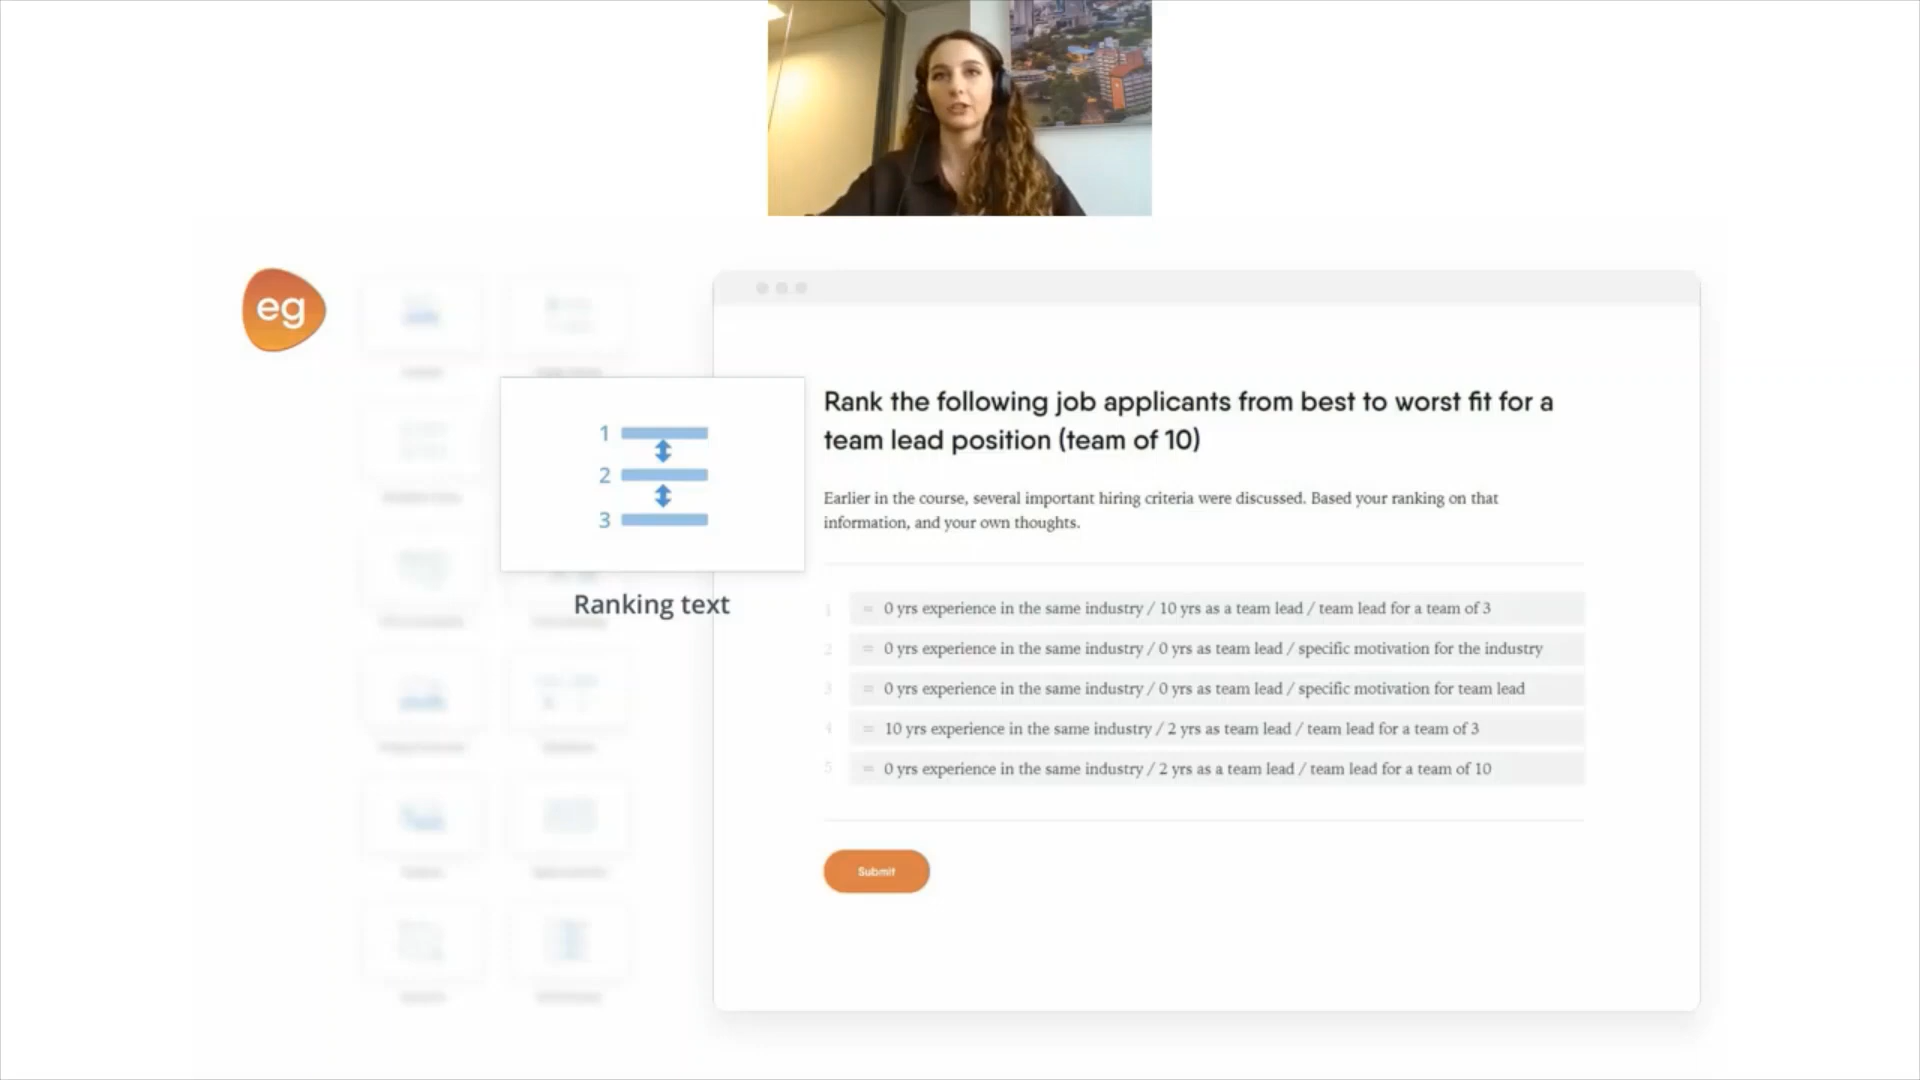 eg
1
2
3
Ranking text
Rank the following job applicants from best to worst fit for a
team lead position (team of 10)
Earlier in the course, several important hiring criteria were discussed. Based your ranking on that
information, and your own thoughts.
1 = 0 yrs experience in the same industry / 10 yrs as a team lead / team lead for a team of 3
2 = 0 yrs experience in the same industry / 0 yrs as team lead / specific motivation for the industry
3 = 0 yrs experience in the same industry / 0 yrs as team lead / specific motivation for team lead
4 = 10 yrs experience in the same industry / 2 yrs as team lead / team lead for a team of 3
5 = 0 yrs experience in the same industry / 2 yrs as a team lead / team lead for a team of 10
Submit